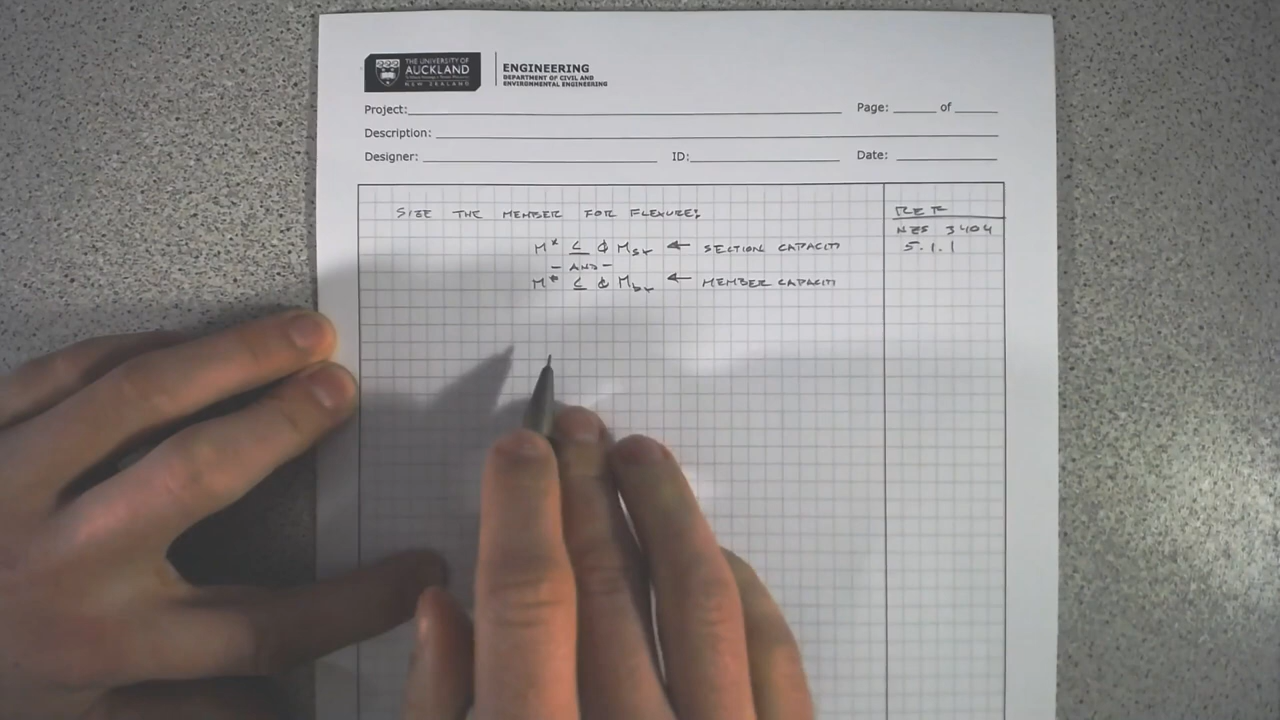 THE UNIVERSITY OF
AUCKLAND
NEW ZEALAND
ENGINEERING
DEPARTMENT OF CIVIL AND
ENVIRONMENTAL ENGINEERING
Project: Page: of
Description:
Designer: ID: Date:
SIZE THE MEMBER FOR FLEXURE: REF
NZS 3404
M* ≤ ϕ Msx ← SECTION CAPACITY 5.1.1
- AND -
M* ≤ ϕ Mbx ← MEMBER CAPACITY